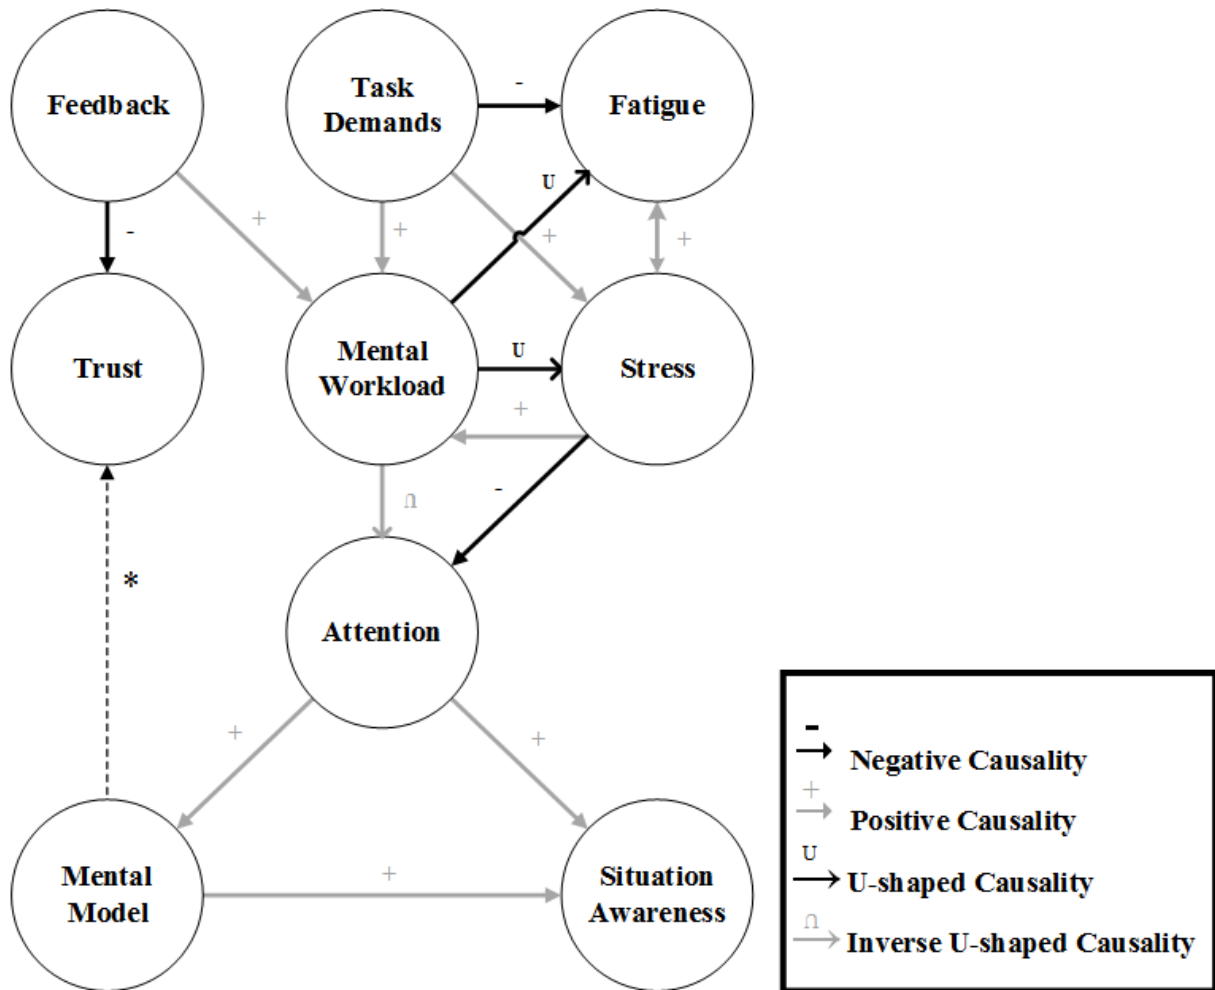 Feedback
Task
Demands
Fatigue
-
U
+
-
+
+
+
Trust
Mental
Workload
U
Stress
+
-
∩
*
Attention
+
+
Mental
Model
+
Situation
Awareness
-
Negative Causality
+
Positive Causality
U
U-shaped Causality
∩
Inverse U-shaped Causality